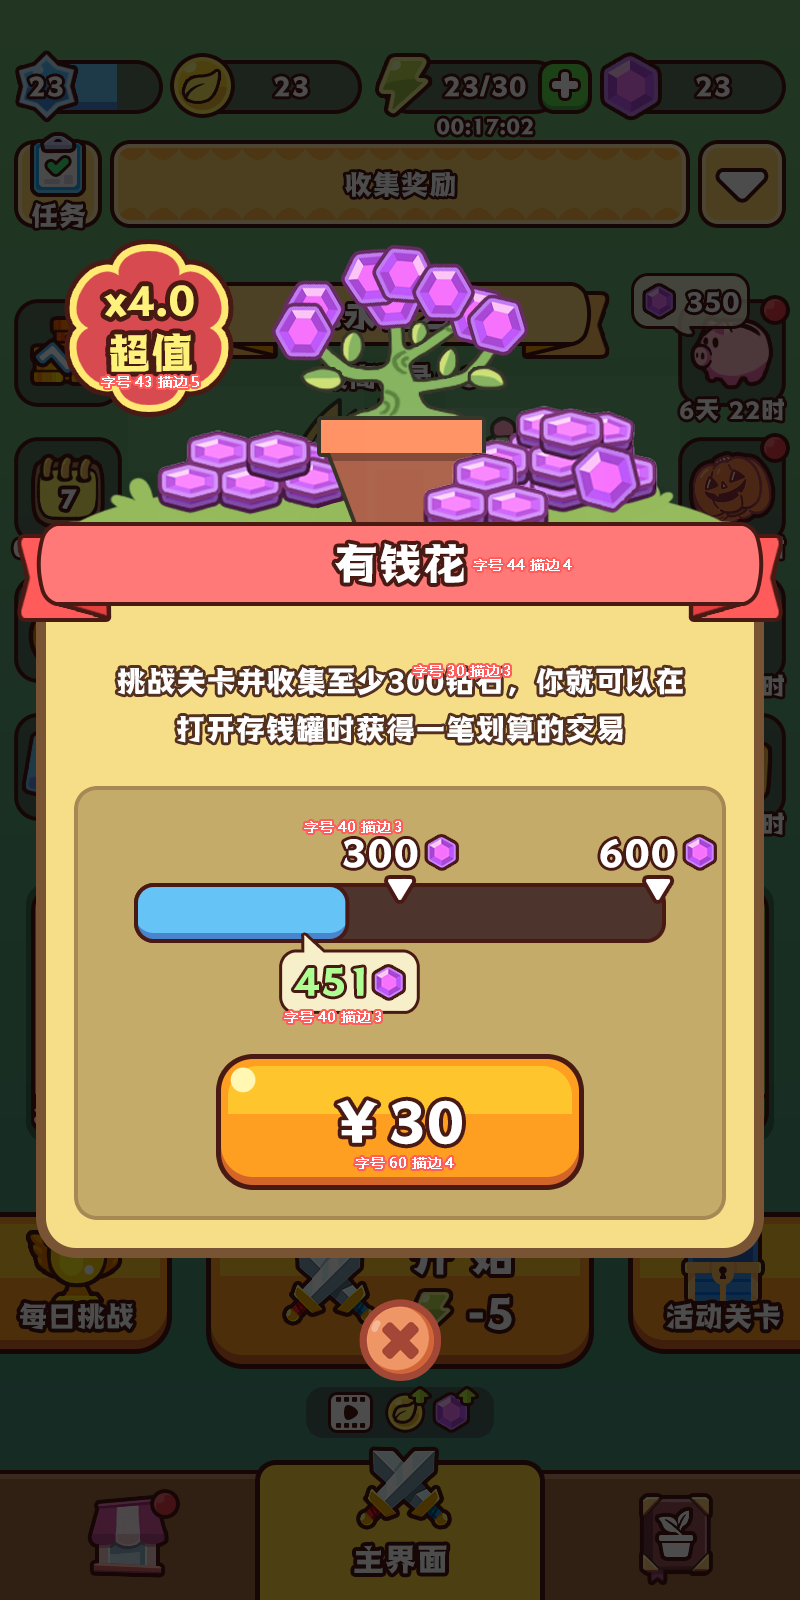 23
23
23/30
23
00:17:02
任务
收集奖励
x4.0
超值
字号 43 描边 5
350
6天 22时
7
有钱花
字号 44 描边 4
字号 30 描边 3
挑战关卡并收集至少300钻石，你就可以在
打开存钱罐时获得一笔划算的交易
时
时
字号 40 描边 3
300
600
451
字号 40 描边 3
¥30
字号 60 描边 4
开始
-5
每日挑战
活动关卡
主界面